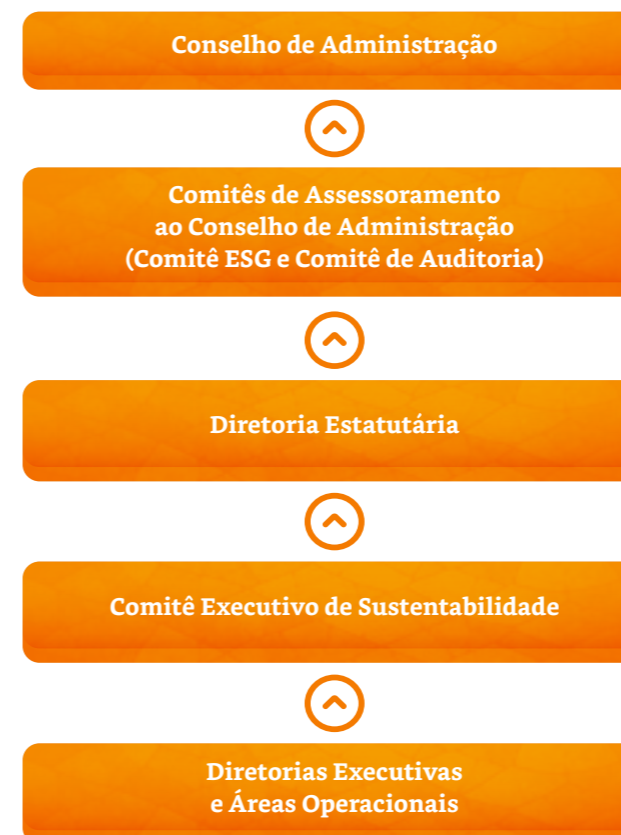 Conselho de Administração
Comitês de Assessoramento
ao Conselho de Administração
(Comitê ESG e Comitê de Auditoria)
Diretoria Estatutária
Comitê Executivo de Sustentabilidade
Diretorias Executivas
e Áreas Operacionais